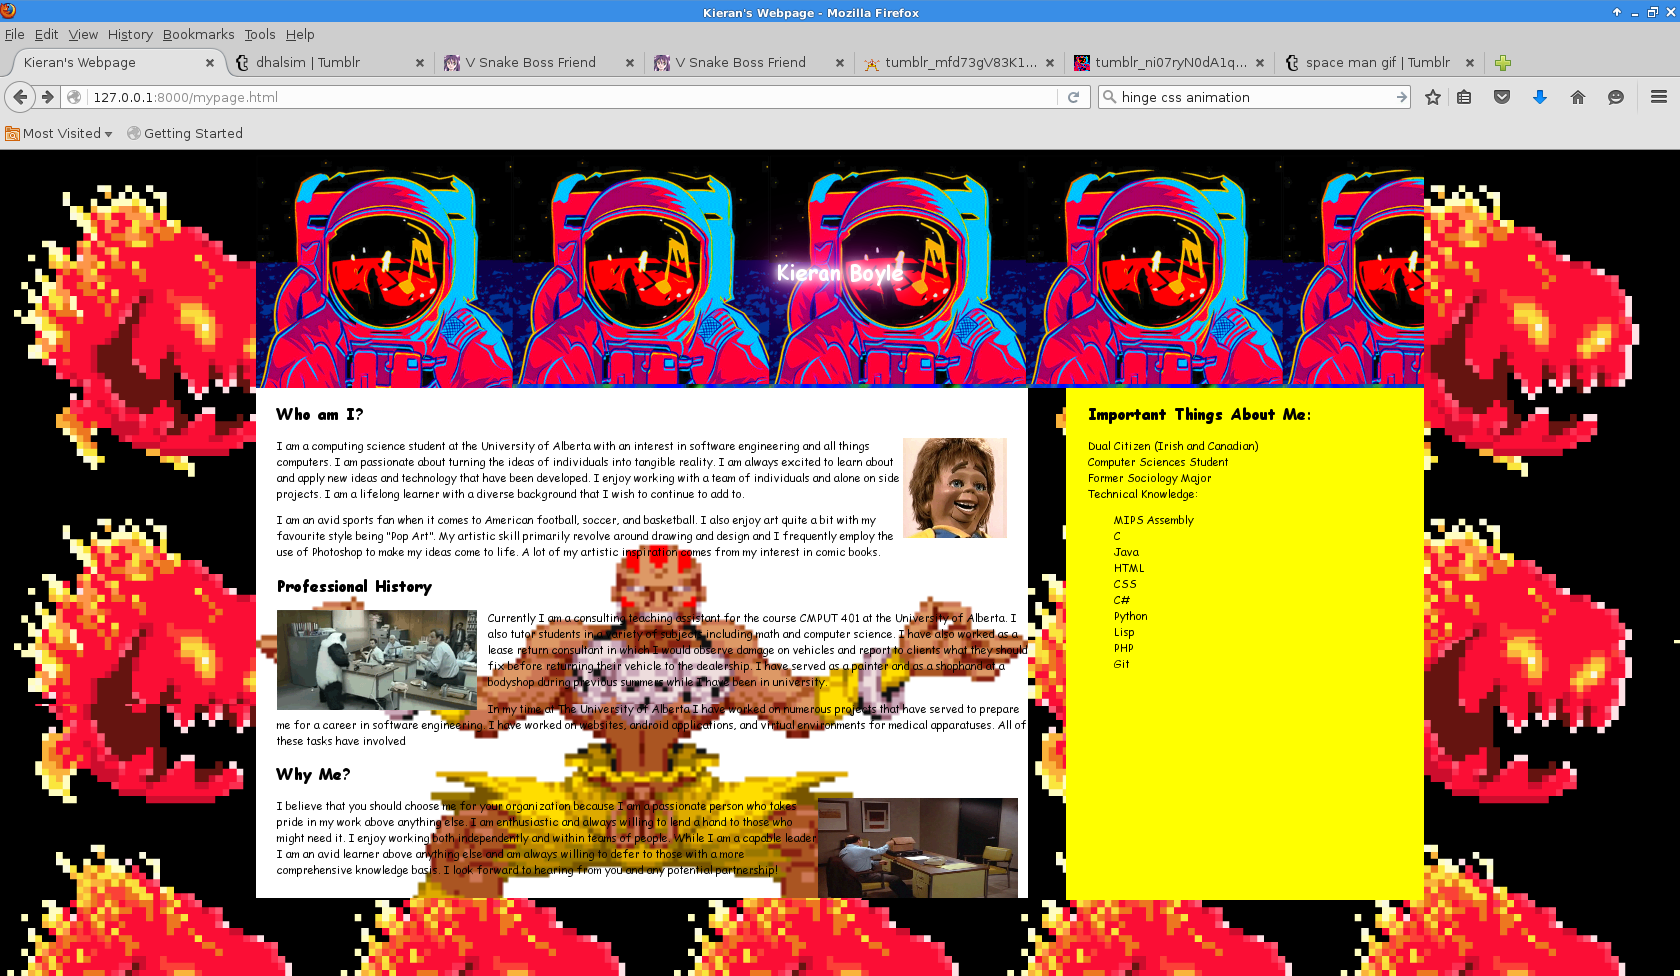 Kieran's Webpage - Mozilla Firefox
File Edit View History Bookmarks Tools Help
Kieran's Webpage
dhalsim | Tumblr
V Snake Boss Friend
V Snake Boss Friend
tumblr_mfd73gV83K1...
tumblr_ni07ryN0dA1q...
space man gif | Tumblr
127.0.0.1:8000/mypage.html
hinge css animation
Most Visited
Getting Started
Kieran Boyle
Who am I?
I am a computing science student at the University of Alberta with an interest in software engineering and all things
computers. I am passionate about turning the ideas of individuals into tangible reality. I am always excited to learn about
and apply new ideas and technology that have been developed. I enjoy working with a team of individuals and alone on side
projects. I am a lifelong learner with a diverse background that I wish to continue to add to.
I am an avid sports fan when it comes to American football, soccer, and basketball. I also enjoy art quite a bit with my
favourite style being "Pop Art". My artistic skill primarily revolve around drawing and design and I frequently employ the
use of Photoshop to make my ideas come to life. A lot of my artistic inspiration comes from my interest in comic books.
Professional History
Currently I am a consulting teaching assistant for the course CMPUT 401 at the University of Alberta. I
also tutor students in a variety of subjects including math and computer science. I have also worked as a
lease return consultant in which I would observe damage on vehicles and report to clients what they should
fix before returning their vehicle to the dealership. I have served as a painter and as a shophand at a
bodyshop during previous summers while I have been in university.
In my time at The University of Alberta I have worked on numerous projects that have served to prepare
me for a career in software engineering. I have worked on websites, android applications, and virtual environments for medical apparatuses. All of
these tasks have involved
Why Me?
I believe that you should choose me for your organization because I am a passionate person who takes
pride in my work above anything else. I am enthusiastic and always willing to lend a hand to those who
might need it. I enjoy working both independently and within teams of people. While I am a capable leader
I am an avid learner above anything else and am always willing to defer to those with a more
comprehensive knowledge basis. I look forward to hearing from you and any potential partnership!
Important Things About Me:
Dual Citizen (Irish and Canadian)
Computer Sciences Student
Former Sociology Major
Technical Knowledge:
MIPS Assembly
C
Java
HTML
CSS
C#
Python
Lisp
PHP
Git